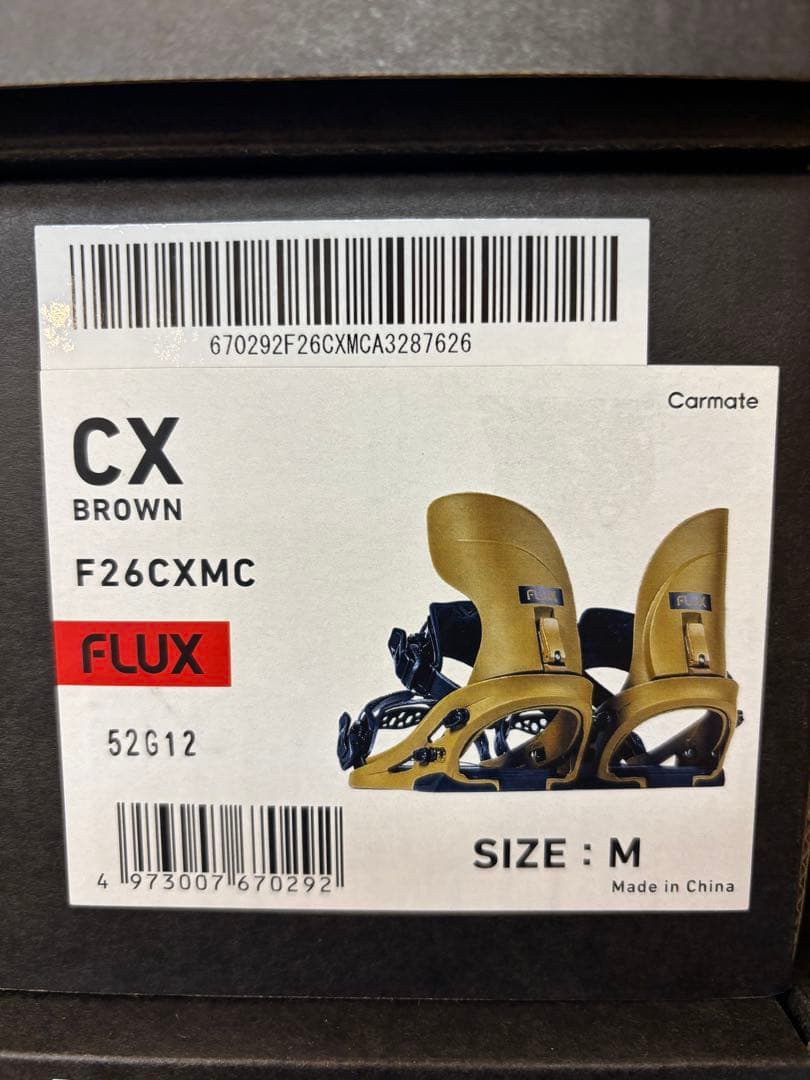 670292F26CXMCA3287626
Carmate
CX
BROWN
F26CXMC
FLUX
FLUX
FLUX
52G12
SIZE : M
4 973007 670292
Made in China